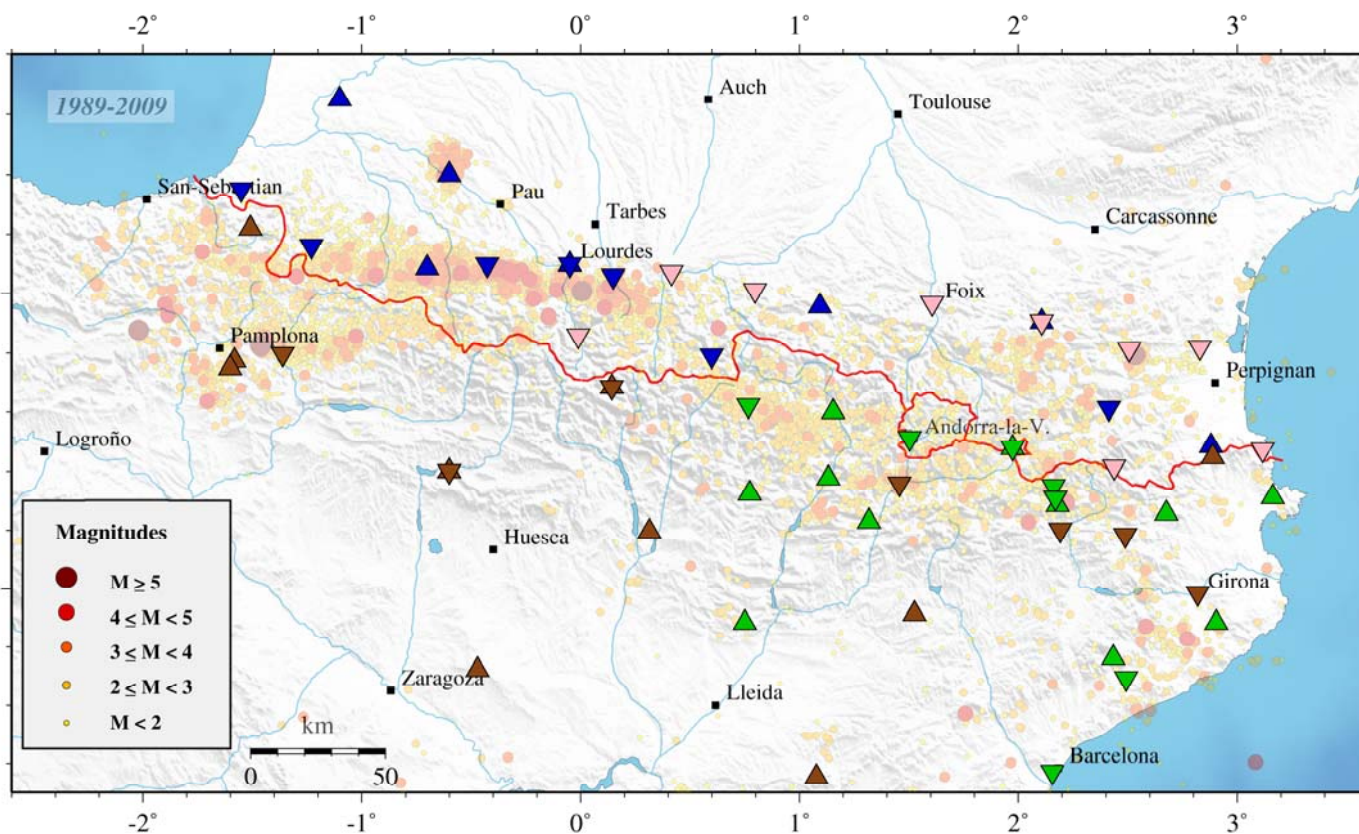 -2° -1° 0° 1° 2° 3°
1989-2009
Auch
Toulouse
San-Sebastian
Pau
Tarbes
Carcassonne
Lourdes
Foix
Pamplona
Perpignan
Logroño
Andorra-la-V.
Huesca
Girona
Zaragoza
Lleida
Barcelona
Magnitudes
M ≥ 5
4 ≤ M < 5
3 ≤ M < 4
2 ≤ M < 3
M < 2
km
0 50
-2° -1° 0° 1° 2° 3°